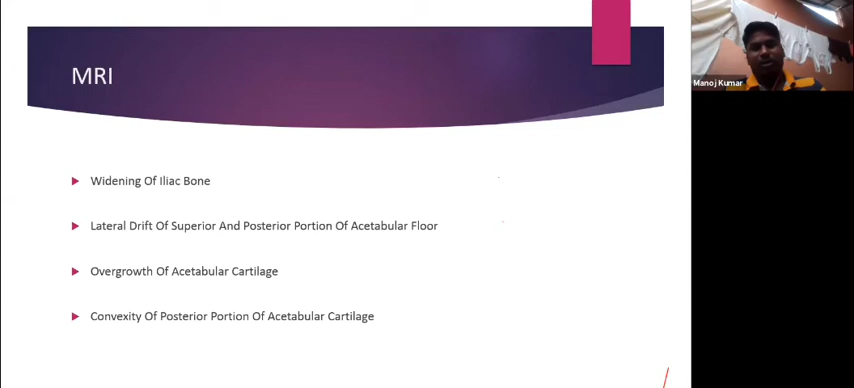 MRI
Manoj Kumar
Widening Of Iliac Bone
Lateral Drift Of Superior And Posterior Portion Of Acetabular Floor
Overgrowth Of Acetabular Cartilage
Convexity Of Posterior Portion Of Acetabular Cartilage